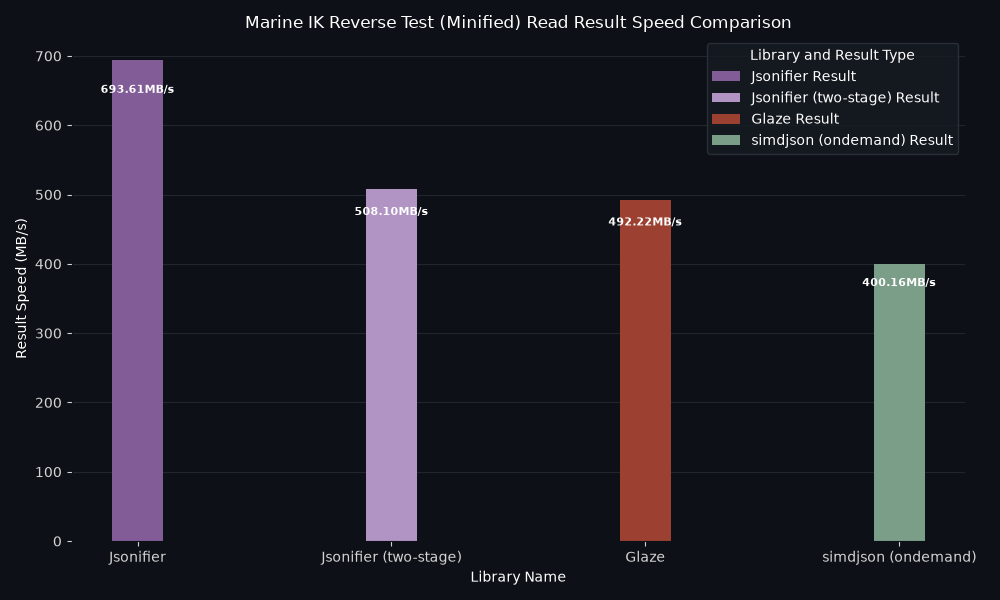 Marine IK Reverse Test (Minified) Read Result Speed Comparison
Library and Result Type
Jsonifier Result
Jsonifier (two-stage) Result
Glaze Result
simdjson (ondemand) Result
Result Speed (MB/s)
700
600
500
400
300
200
100
0
693.61MB/s
508.10MB/s
492.22MB/s
400.16MB/s
Jsonifier
Jsonifier (two-stage)
Glaze
simdjson (ondemand)
Library Name